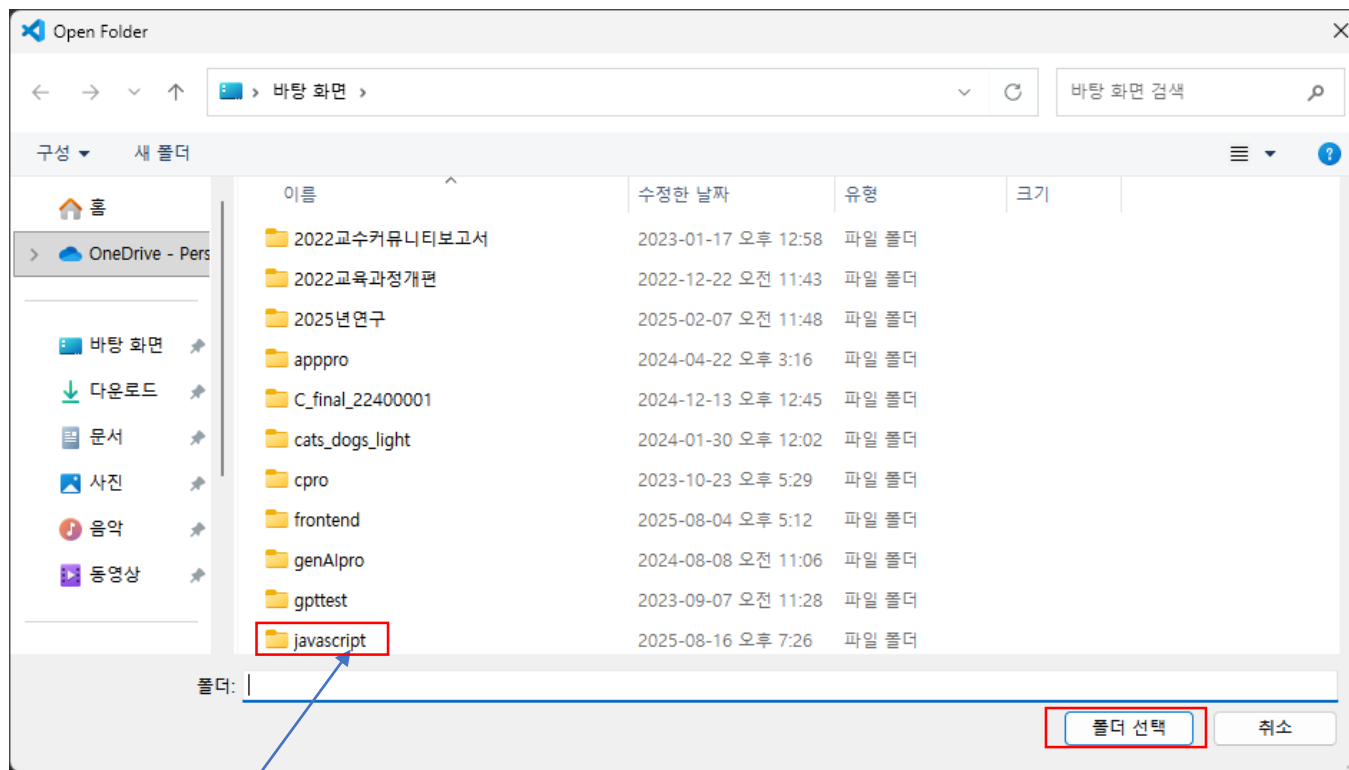 Open Folder
바탕 화면
바탕 화면 검색
구성
새 폴더
홈
OneDrive - Pers
바탕 화면
다운로드
문서
사진
음악
동영상
이름 수정한 날짜 유형 크기
2022교수커뮤니티보고서 2023-01-17 오후 12:58 파일 폴더
2022교육과정개편 2022-12-22 오전 11:43 파일 폴더
2025년연구 2025-02-07 오전 11:48 파일 폴더
apppro 2024-04-22 오후 3:16 파일 폴더
C_final_22400001 2024-12-13 오후 12:45 파일 폴더
cats_dogs_light 2024-01-30 오후 12:02 파일 폴더
cpro 2023-10-23 오후 5:29 파일 폴더
frontend 2025-08-04 오후 5:12 파일 폴더
genAIpro 2024-08-08 오전 11:06 파일 폴더
gpttest 2023-09-07 오전 11:28 파일 폴더
javascript 2025-08-16 오후 7:26 파일 폴더
폴더:
폴더 선택
취소